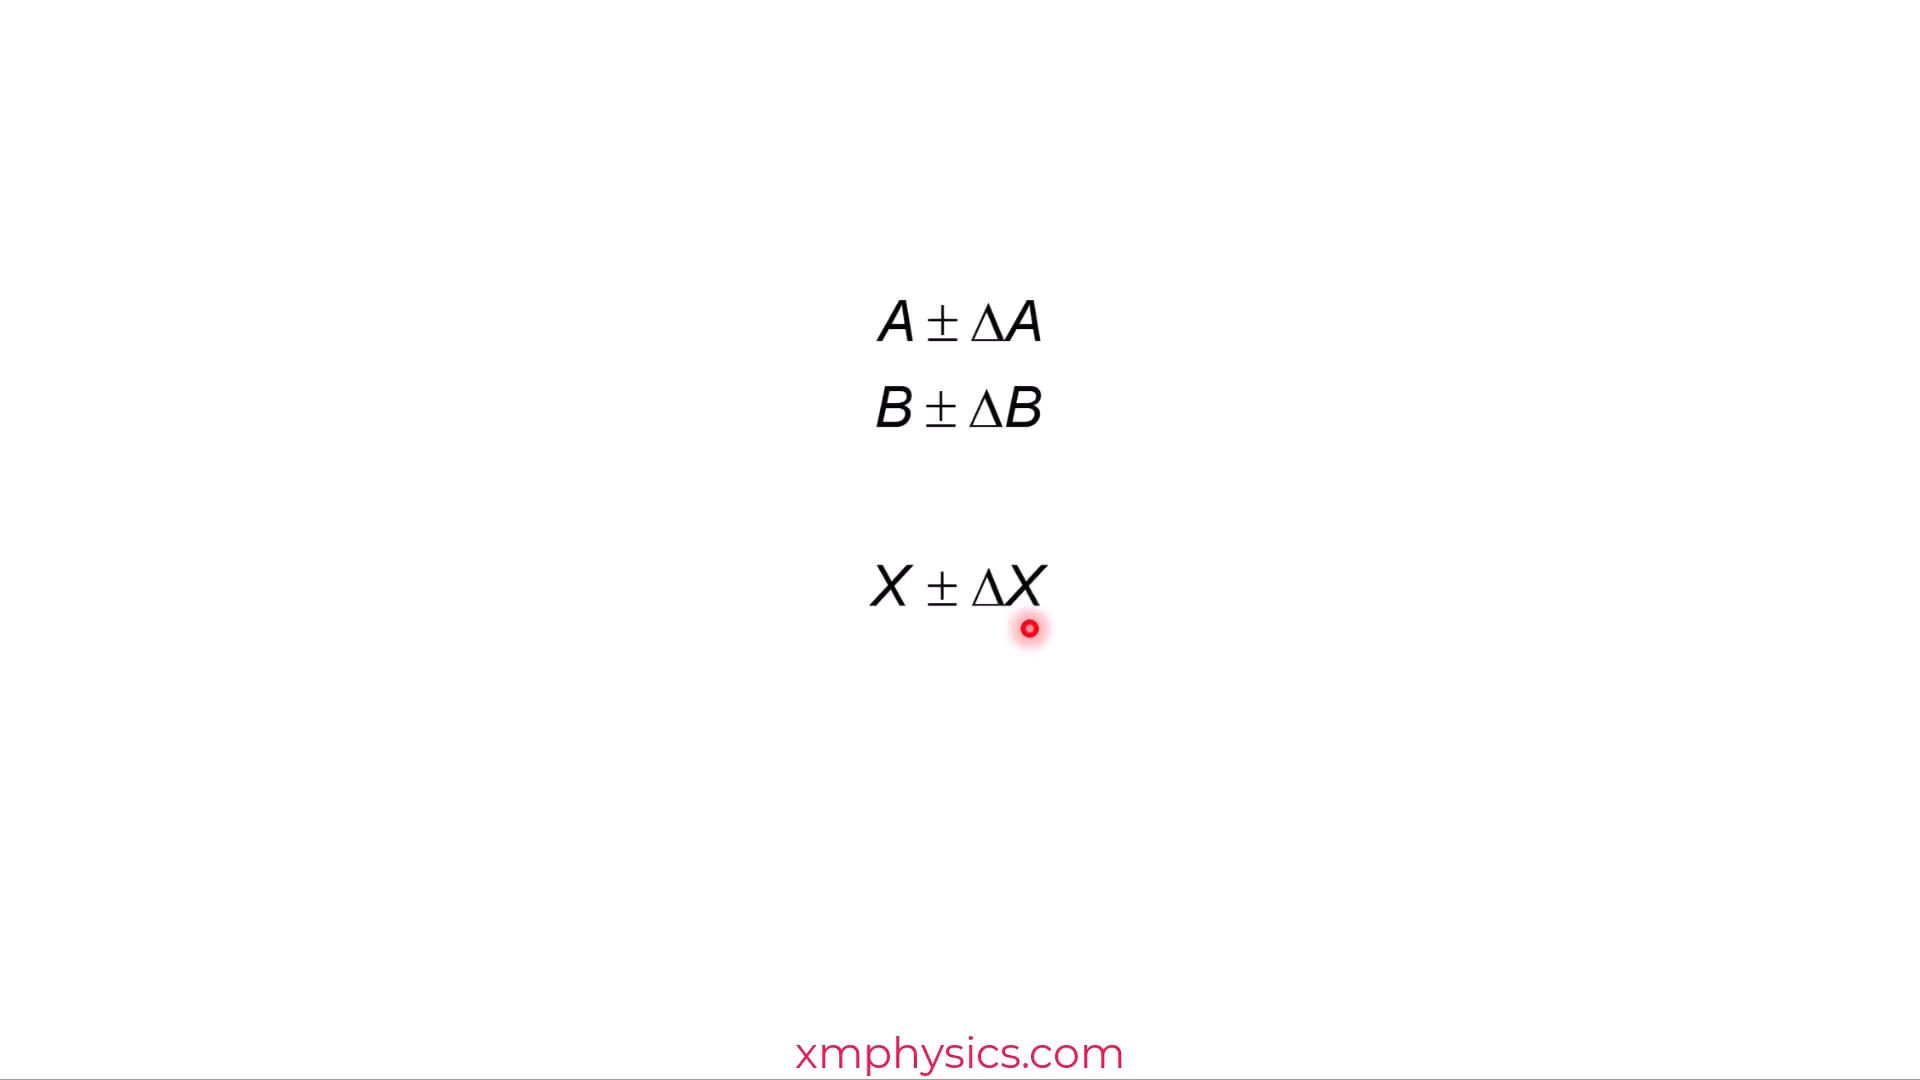 A ± ΔA
B ± ΔB
X ± ΔX
xmphysics.com